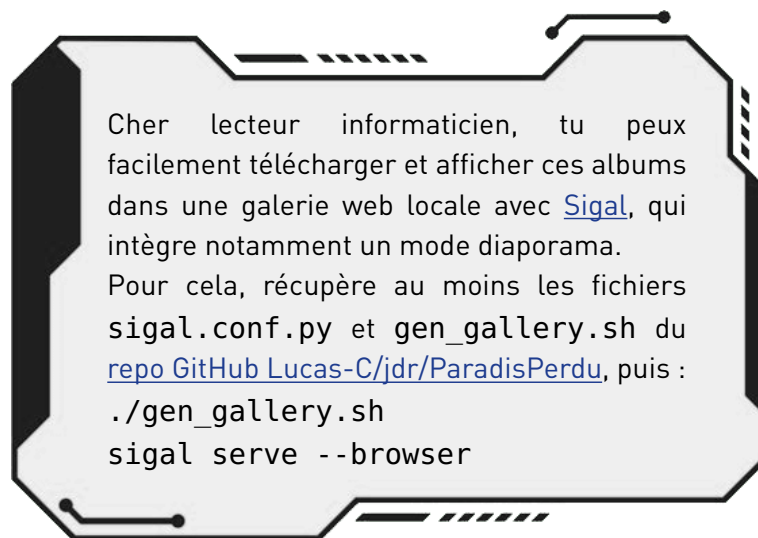 Cher lecteur informaticien, tu peux
facilement télécharger et afficher ces albums
dans une galerie web locale avec Sigal, qui
intègre notamment un mode diaporama.
Pour cela, récupère au moins les fichiers
sigal.conf.py et gen_gallery.sh du
repo GitHub Lucas-C/jdr/ParadisPerdu, puis :
./gen_gallery.sh
sigal serve --browser